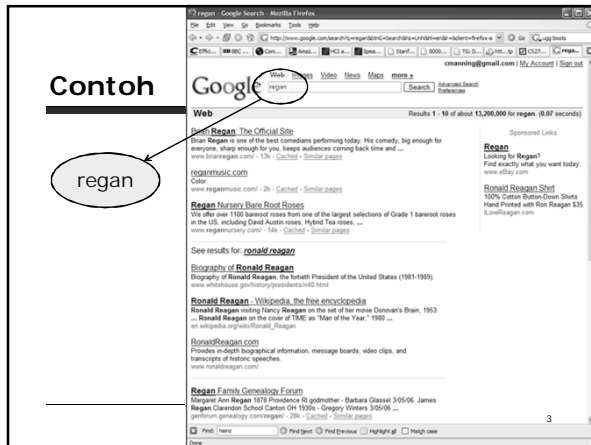 regan - Google Search - Mozilla Firefox
File Edit View Go Bookmarks Tools Help
ugg boots
cmanning@gmail.com | My Account | Sign out
Contoh
Google
Web Images Video News Maps more »
regan
Search
Advanced Search
Preferences
Web
Results 1 - 10 of about 13,200,000 for regan. (0.07 seconds)
regan
Brian Regan: The Official Site
Brian Regan is one of the best comedians performing today. His comedy, big enough for
everyone, sharp enough for you, keeps audiences coming back time and ...
www.brianregan.com/ - 13k - Cached - Similar pages
reganmusic.com
Color.
www.reganmusic.com/ - 2k - Cached - Similar pages
Regan Nursery Bare Root Roses
We offer over 1100 bareroot roses from one of the largest selections of Grade 1 bareroot roses
in the US, including David Austin roses, Hybrid Tea roses, ...
www.regannursery.com/ - 14k - Cached - Similar pages
See results for: ronald reagan
Biography of Ronald Reagan
Biography of Ronald Reagan, the fortieth President of the United States (1981-1989).
www.whitehouse.gov/history/presidents/rr40.html
Ronald Reagan - Wikipedia, the free encyclopedia
Ronald Reagan visiting Nancy Reagan on the set of her movie Donovan's Brain, 1953.
... Ronald Reagan on the cover of TIME as "Man of the Year," 1980 ...
en.wikipedia.org/wiki/Ronald_Reagan
RonaldReagan.com
Provides in-depth biographical information, message boards, video clips, and
transcripts of historic speeches.
www.ronaldreagan.com/
Regan Family Genealogy Forum
Margaret Ann Regan 1878 Providence RI godmother - Barbara Glassel 3/05/06. James
Regan Clarendon School Canton OH 1930s - Gregory Winters 3/05/06 ...
genforum.genealogy.com/regan/ - 28k - Cached - Similar pages
Sponsored Links
Regan
Looking for Regan?
Find exactly what you want today.
www.eBay.com
Ronald Reagan Shirt
100% Cotton Button-Down Shirts
Hand Printed with Ron Reagan $35
ILoveReagan.com
3
Find: heinz Find Next Find Previous Highlight all Match case
Done